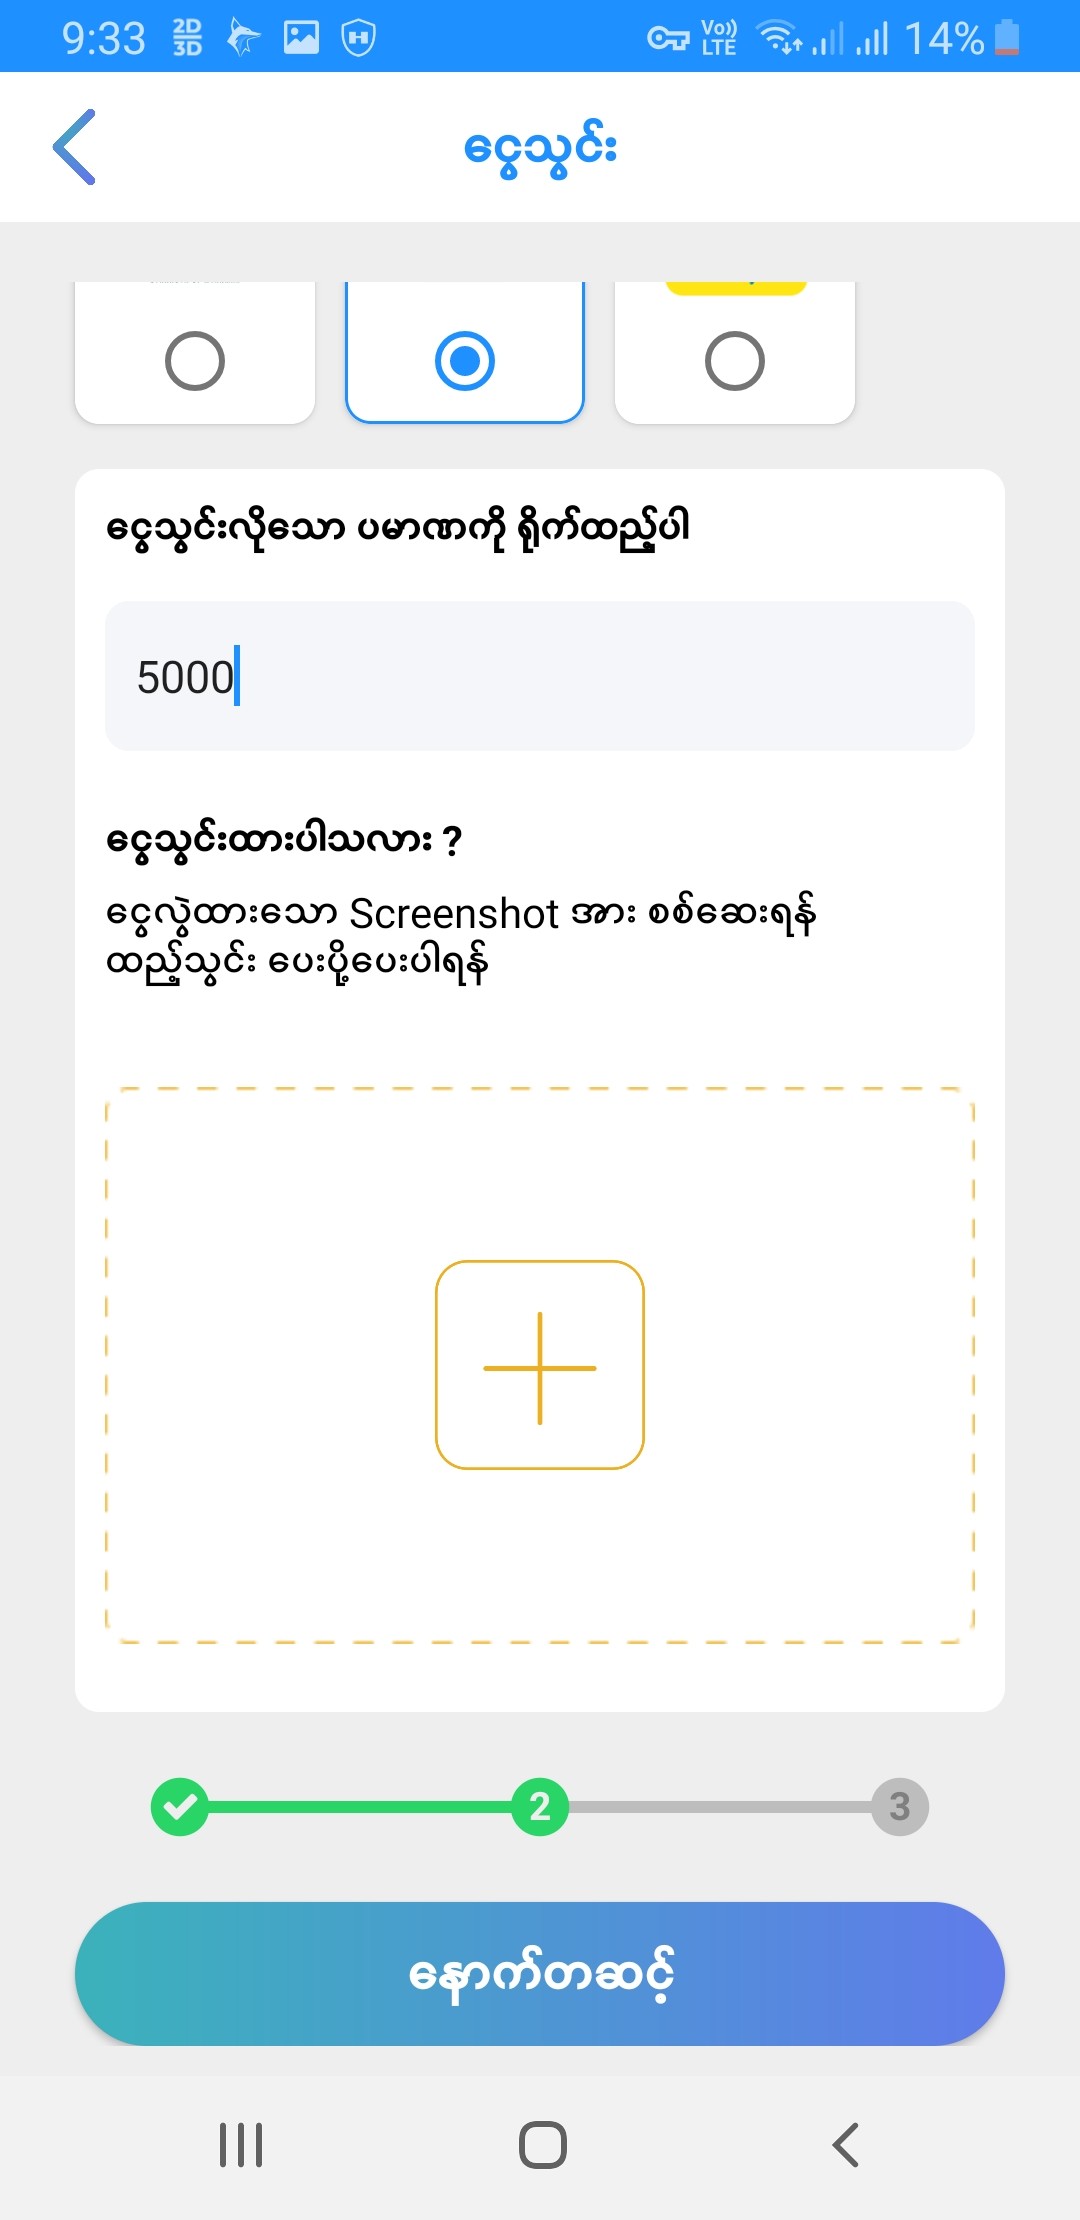 9:33 2D 3D Vo)) LTE 14%
ငွေသွင်း
ငွေသွင်းလိုသော ပမာဏကို ရိုက်ထည့်ပါ
5000
ငွေသွင်းထားပါသလား ?
ငွေလွှဲထားသော Screenshot အား စစ်ဆေးရန်
ထည့်သွင်း ပေးပို့ပေးပါရန်
2 3
နောက်တဆင့်